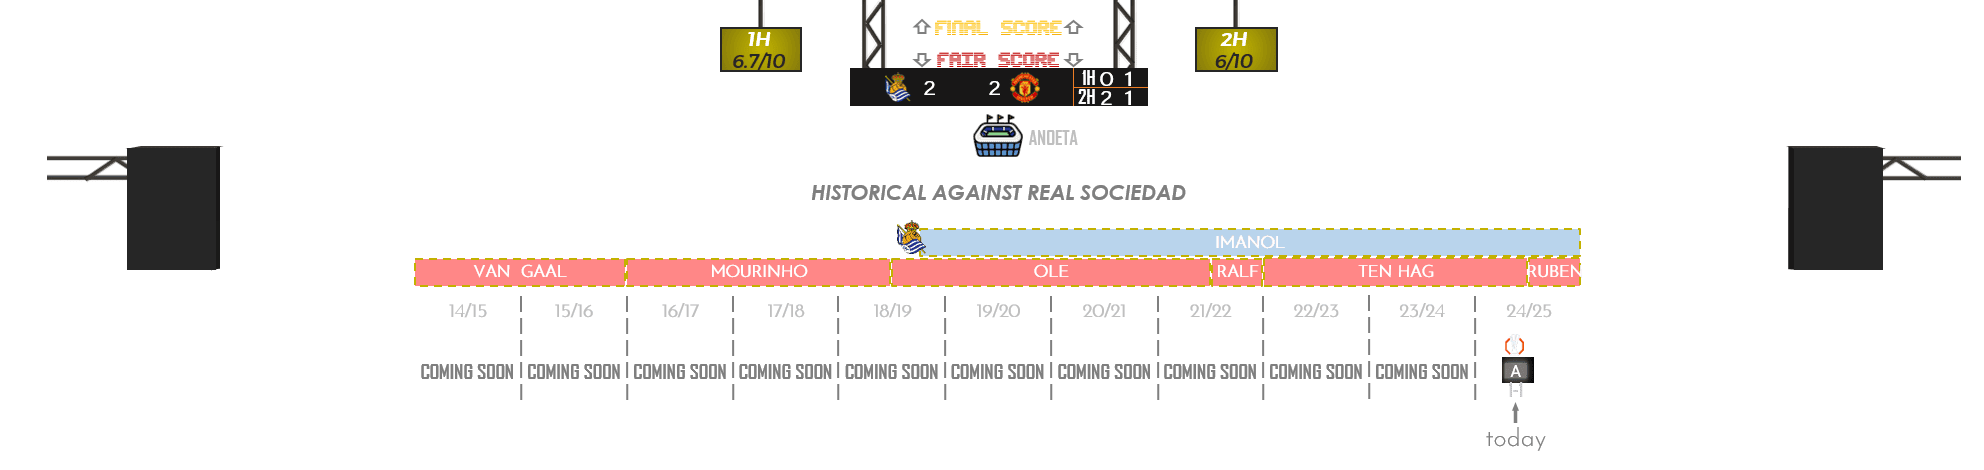 FINAL SCORE
FAIR SCORE
1H
6.7/10
2H
6/10
2 2
1H 0 1
2H 2 1
ANOETA
HISTORICAL AGAINST REAL SOCIEDAD
IMANOL
VAN GAAL MOURINHO OLE RALF TEN HAG RUBEN
14/15 15/16 16/17 17/18 18/19 19/20 20/21 21/22 22/23 23/24 24/25
COMING SOON COMING SOON COMING SOON COMING SOON COMING SOON COMING SOON COMING SOON COMING SOON COMING SOON COMING SOON
A
1-1
today